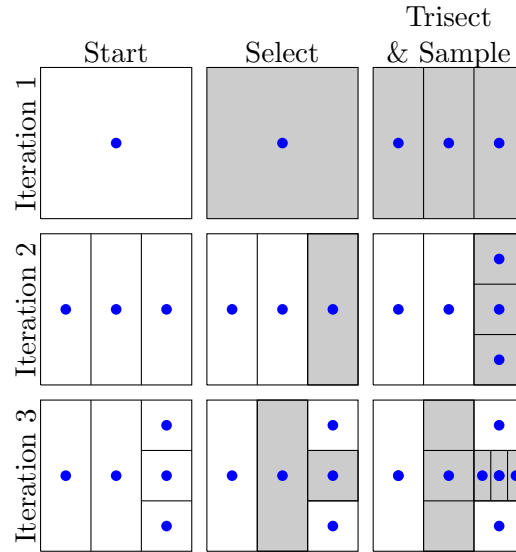 Trisect
Start Select & Sample
Iteration 1
Iteration 2
Iteration 3